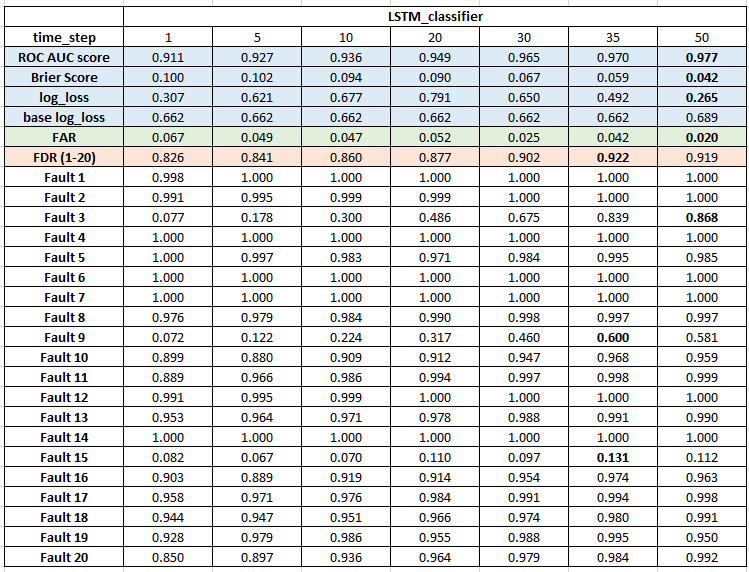 LSTM_classifier
time_step 1 5 10 20 30 35 50
ROC AUC score 0.911 0.927 0.936 0.949 0.965 0.970 0.977
Brier Score 0.100 0.102 0.094 0.090 0.067 0.059 0.042
log_loss 0.307 0.621 0.677 0.791 0.650 0.492 0.265
base log_loss 0.662 0.662 0.662 0.662 0.662 0.662 0.689
FAR 0.067 0.049 0.047 0.052 0.025 0.042 0.020
FDR (1-20) 0.826 0.841 0.860 0.877 0.902 0.922 0.919
Fault 1 0.998 1.000 1.000 1.000 1.000 1.000 1.000
Fault 2 0.991 0.995 0.999 0.999 1.000 1.000 1.000
Fault 3 0.077 0.178 0.300 0.486 0.675 0.839 0.868
Fault 4 1.000 1.000 1.000 1.000 1.000 1.000 1.000
Fault 5 1.000 0.997 0.983 0.971 0.984 0.995 0.985
Fault 6 1.000 1.000 1.000 1.000 1.000 1.000 1.000
Fault 7 1.000 1.000 1.000 1.000 1.000 1.000 1.000
Fault 8 0.976 0.979 0.984 0.990 0.998 0.997 0.997
Fault 9 0.072 0.122 0.224 0.317 0.460 0.600 0.581
Fault 10 0.899 0.880 0.909 0.912 0.947 0.968 0.959
Fault 11 0.889 0.966 0.986 0.994 0.997 0.998 0.999
Fault 12 0.991 0.995 0.999 1.000 1.000 1.000 1.000
Fault 13 0.953 0.964 0.971 0.978 0.988 0.991 0.990
Fault 14 1.000 1.000 1.000 1.000 1.000 1.000 1.000
Fault 15 0.082 0.067 0.070 0.110 0.097 0.131 0.112
Fault 16 0.903 0.889 0.919 0.914 0.954 0.974 0.963
Fault 17 0.958 0.971 0.976 0.984 0.991 0.994 0.998
Fault 18 0.944 0.947 0.951 0.966 0.974 0.980 0.991
Fault 19 0.928 0.979 0.986 0.955 0.988 0.995 0.950
Fault 20 0.850 0.897 0.936 0.964 0.979 0.984 0.992